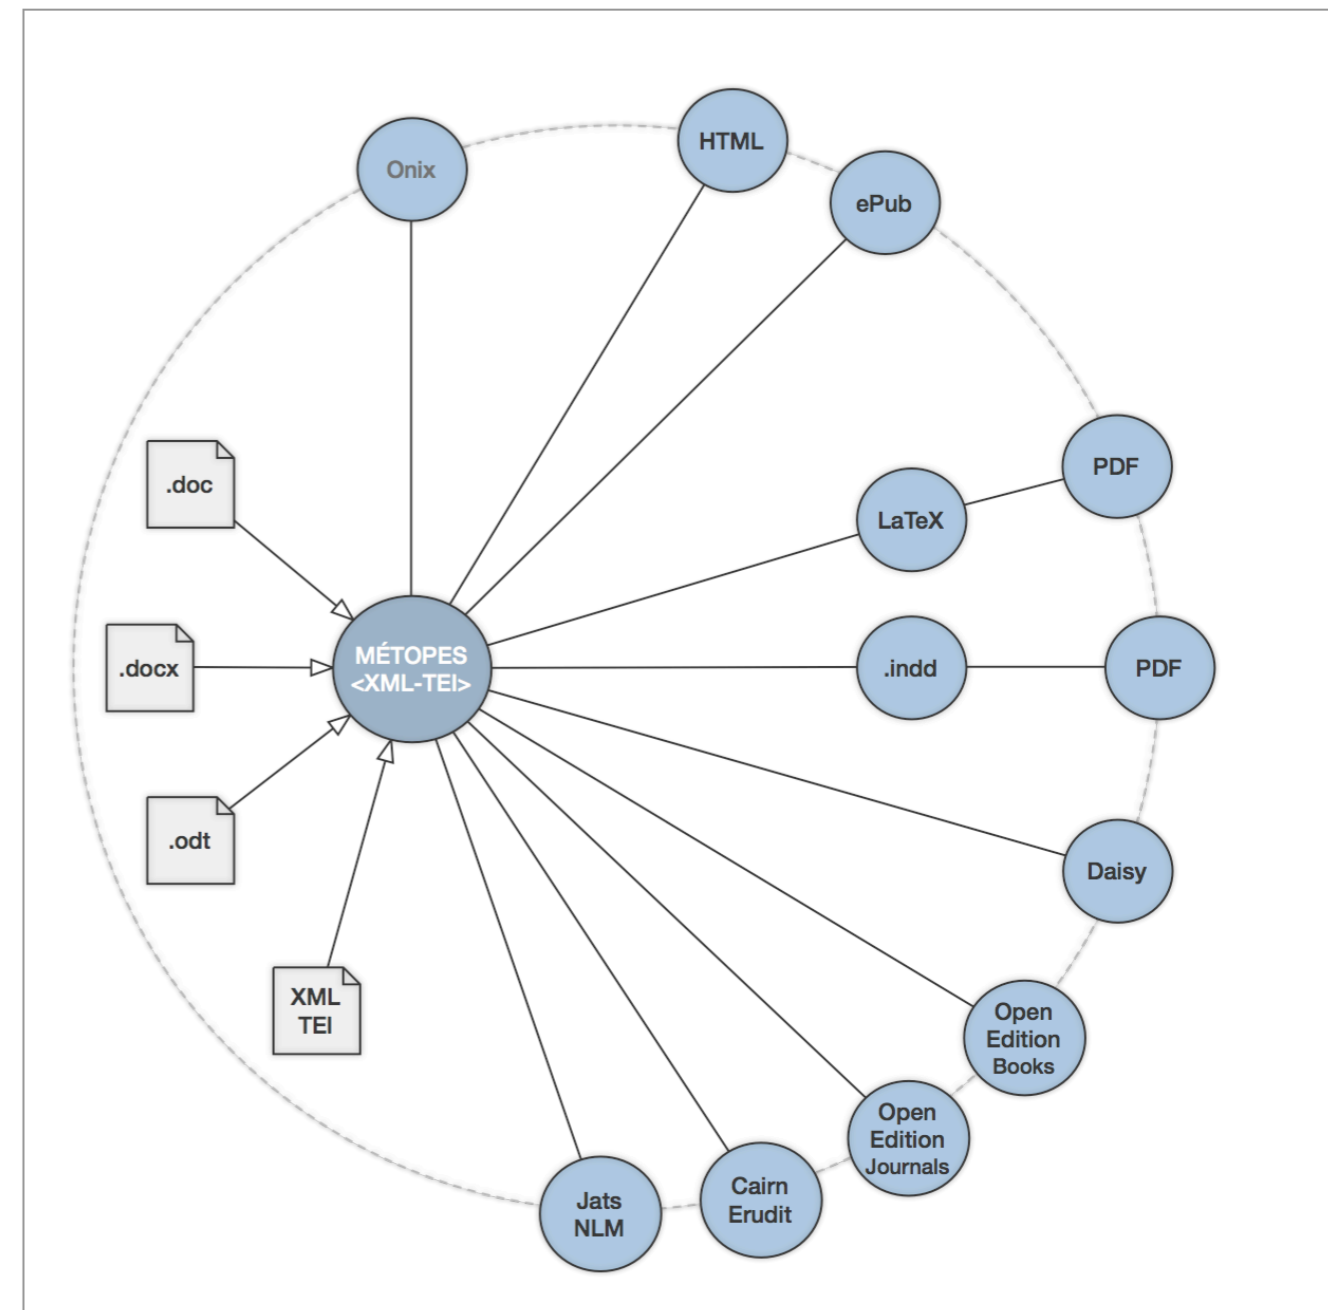 HTML
Onix
ePub
PDF
.doc
LaTeX
MÉTOPES
<XML-TEI>
.docx
.indd
PDF
.odt
Daisy
XML
TEI
Open
Edition
Books
Open
Edition
Journals
Cairn
Erudit
Jats
NLM